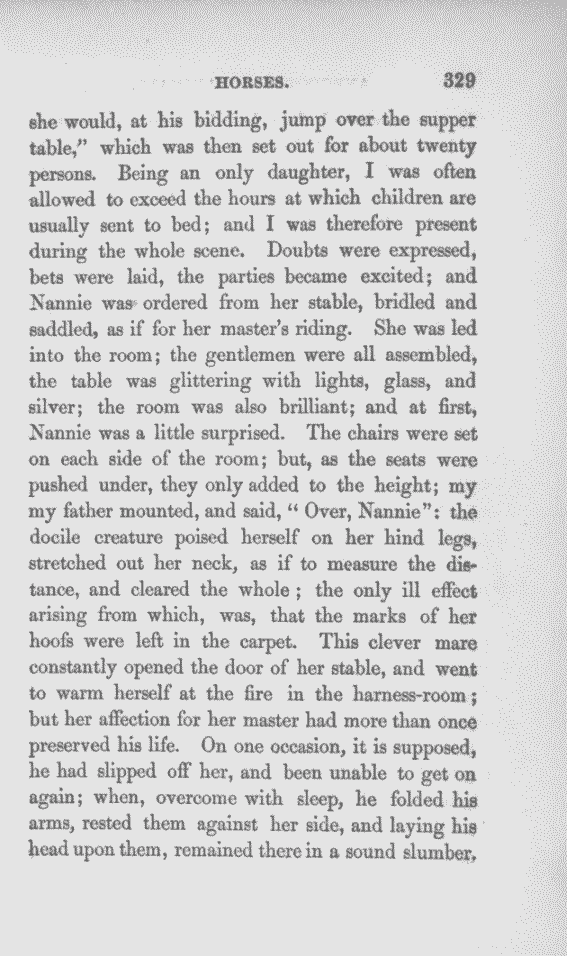 HORSES. 329
she would, at his bidding, jump over the supper
table,” which was then set out for about twenty
persons. Being an only daughter, I was often
allowed to exceed the hours at which children are
usually sent to bed; and I was therefore present
during the whole scene. Doubts were expressed,
bets were laid, the parties became excited; and
Nannie was ordered from her stable, bridled and
saddled, as if for her master's riding. She was led
into the room; the gentlemen were all assembled,
the table was glittering with lights, glass, and
silver; the room was also brilliant; and at first,
Nannie was a little surprised. The chairs were set
on each side of the room; but, as the seats were
pushed under, they only added to the height; my
my father mounted, and said, “ Over, Nannie”: the
docile creature poised herself on her hind legs,
stretched out her neck, as if to measure the dis-
tance, and cleared the whole ; the only ill effect
arising from which, was, that the marks of her
hoofs were left in the carpet. This clever mare
constantly opened the door of her stable, and went
to warm herself at the fire in the harness-room ;
but her affection for her master had more than once
preserved his life. On one occasion, it is supposed,
he had slipped off her, and been unable to get on
again; when, overcome with sleep, he folded his
arms, rested them against her side, and laying his
head upon them, remained there in a sound slumber,